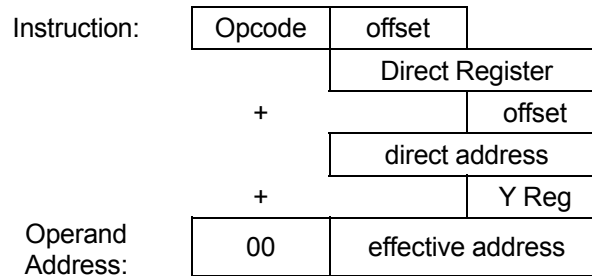 Instruction: Opcode offset
Direct Register
+ offset
direct address
+ Y Reg
Operand
Address: 00 effective address